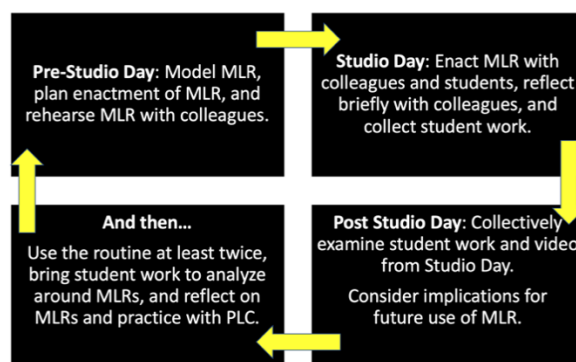 Pre-Studio Day: Model MLR,
plan enactment of MLR, and
rehearse MLR with colleagues.
Studio Day: Enact MLR with
colleagues and students, reflect
briefly with colleagues, and
collect student work.
And then...
Use the routine at least twice,
bring student work to analyze
around MLRs, and reflect on
MLRs and practice with PLC.
Post Studio Day: Collectively
examine student work and video
from Studio Day.
Consider implications for
future use of MLR.